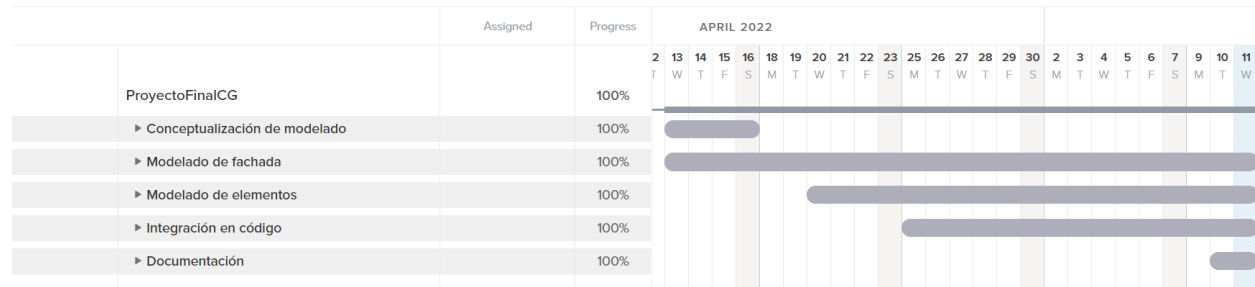 Assigned Progress APRIL 2022
2 13 14 15 16 18 19 20 21 22 23 25 26 27 28 29 30 2 3 4 5 6 7 9 10 11
T W T F S M T W T F S M T W T F S M T W T F S M T W
ProyectoFinalCG 100%
Conceptualización de modelado 100%
Modelado de fachada 100%
Modelado de elementos 100%
Integración en código 100%
Documentación 100%